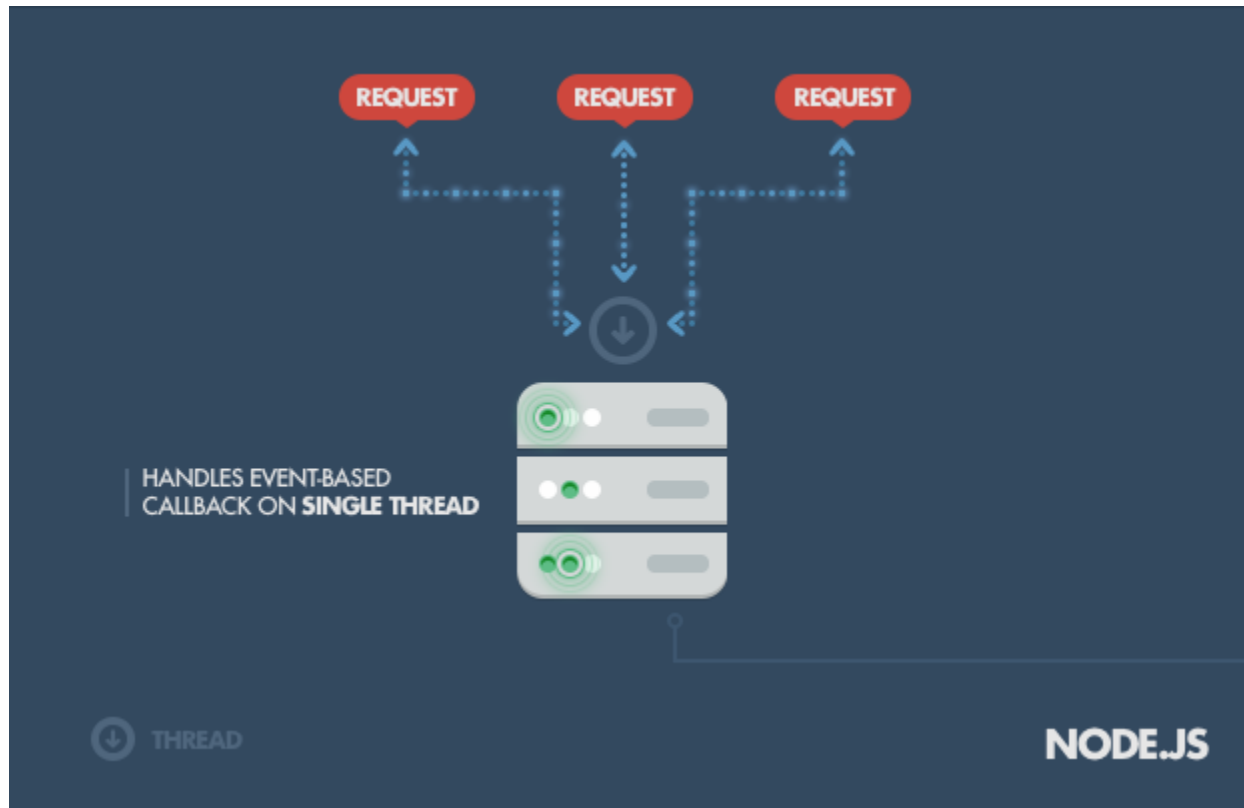 REQUEST
REQUEST
REQUEST
HANDLES EVENT-BASED
CALLBACK ON SINGLE THREAD
THREAD
NODE.JS